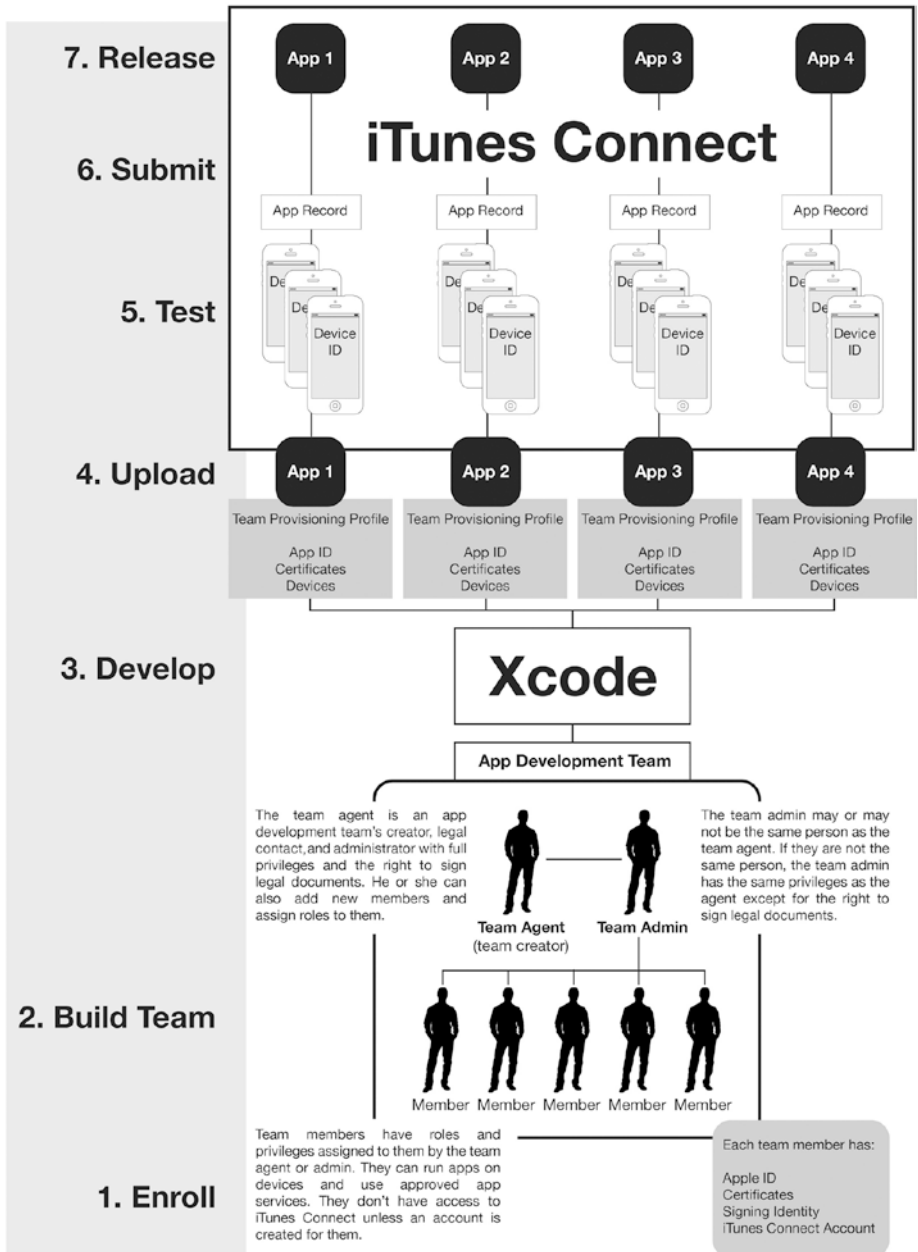 7. Release
App 1
App 2
App 3
App 4
iTunes Connect
6. Submit
App Record
App Record
App Record
App Record
5. Test
De
De
Device
ID
De
De
Device
ID
De
De
Device
ID
De
De
Device
ID
4. Upload
App 1
App 2
App 3
App 4
Team Provisioning Profile
App ID
Certificates
Devices
Team Provisioning Profile
App ID
Certificates
Devices
Team Provisioning Profile
App ID
Certificates
Devices
Team Provisioning Profile
App ID
Certificates
Devices
3. Develop
Xcode
App Development Team
The team agent is an app
development team's creator, legal
contact, and administrator with full
privileges and the right to sign
legal documents. He or she can
also add new members and
assign roles to them.
Team Agent
(team creator)
Team Admin
The team admin may or may
not be the same person as the
team agent. If they are not the
same person, the team admin
has the same privileges as the
agent except for the right to
sign legal documents.
2. Build Team
Member
Member
Member
Member
Member
1. Enroll
Team members have roles and
privileges assigned to them by the team
agent or admin. They can run apps on
devices and use approved app
services. They don't have access to
iTunes Connect unless an account is
created for them.
Each team member has:
Apple ID
Certificates
Signing Identity
iTunes Connect Account